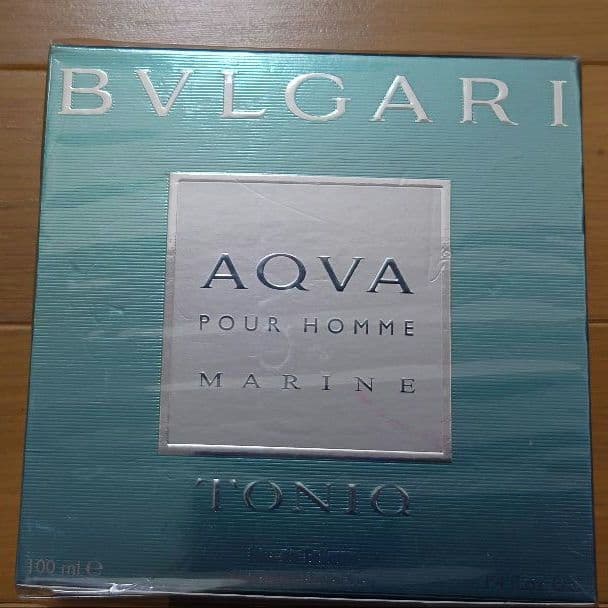 BVLGARI
AQVA
POUR HOMME
MARINE
TONIQ
100 ml ℮